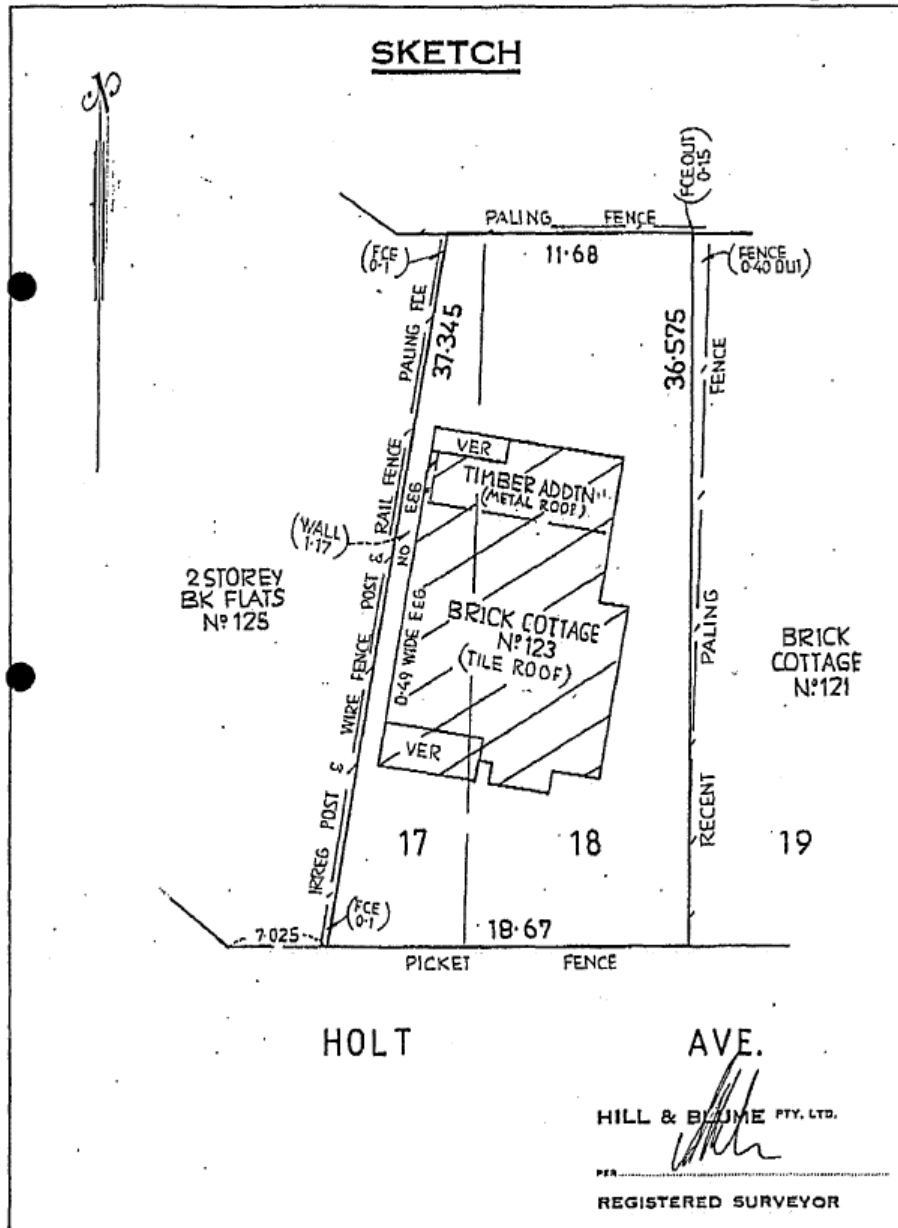 SKETCH
(FCE OUT
0·15)
PALING FENCE
(FCE
0·1)
11·68
(FENCE
0·40 OUT)
PALING FCE
37·345
36·575
FENCE
VER
TIMBER ADDTN
(METAL ROOF)
RAIL FENCE
NO E&G
(WALL
1·17)
2 STOREY
BK FLATS
Nº 125
BRICK COTTAGE
Nº 123
(TILE ROOF)
0·49 WIDE E&G
PALING
BRICK
COTTAGE
Nº 121
IRREG POST & WIRE FENCE POST &
VER
RECENT
17
18
19
(FCE
0·1)
7·025
18·67
PICKET FENCE
HOLT AVE.
HILL & BLUME PTY. LTD.
PER
REGISTERED SURVEYOR